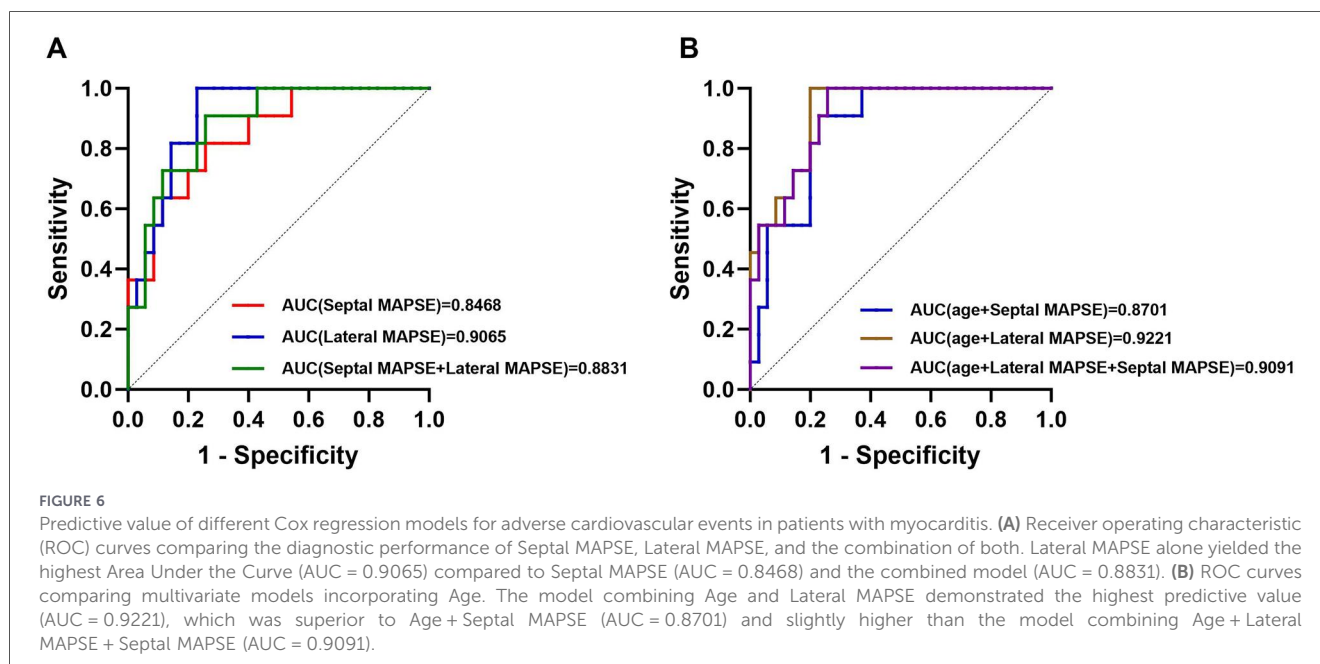 A
B
1.0
0.8
0.6
0.4
0.2
0.0
Sensitivity
AUC(Septal MAPSE)=0.8468
AUC(Lateral MAPSE)=0.9065
AUC(Septal MAPSE+Lateral MAPSE)=0.8831
0.0 0.2 0.4 0.6 0.8 1.0
1 - Specificity
1.0
0.8
0.6
0.4
0.2
0.0
Sensitivity
AUC(age+Septal MAPSE)=0.8701
AUC(age+Lateral MAPSE)=0.9221
AUC(age+Lateral MAPSE+Septal MAPSE)=0.9091
0.0 0.2 0.4 0.6 0.8 1.0
1 - Specificity
FIGURE 6
Predictive value of different Cox regression models for adverse cardiovascular events in patients with myocarditis. (A) Receiver operating characteristic
(ROC) curves comparing the diagnostic performance of Septal MAPSE, Lateral MAPSE, and the combination of both. Lateral MAPSE alone yielded the
highest Area Under the Curve (AUC = 0.9065) compared to Septal MAPSE (AUC = 0.8468) and the combined model (AUC = 0.8831). (B) ROC curves
comparing multivariate models incorporating Age. The model combining Age and Lateral MAPSE demonstrated the highest predictive value
(AUC = 0.9221), which was superior to Age + Septal MAPSE (AUC = 0.8701) and slightly higher than the model combining Age + Lateral
MAPSE + Septal MAPSE (AUC = 0.9091).